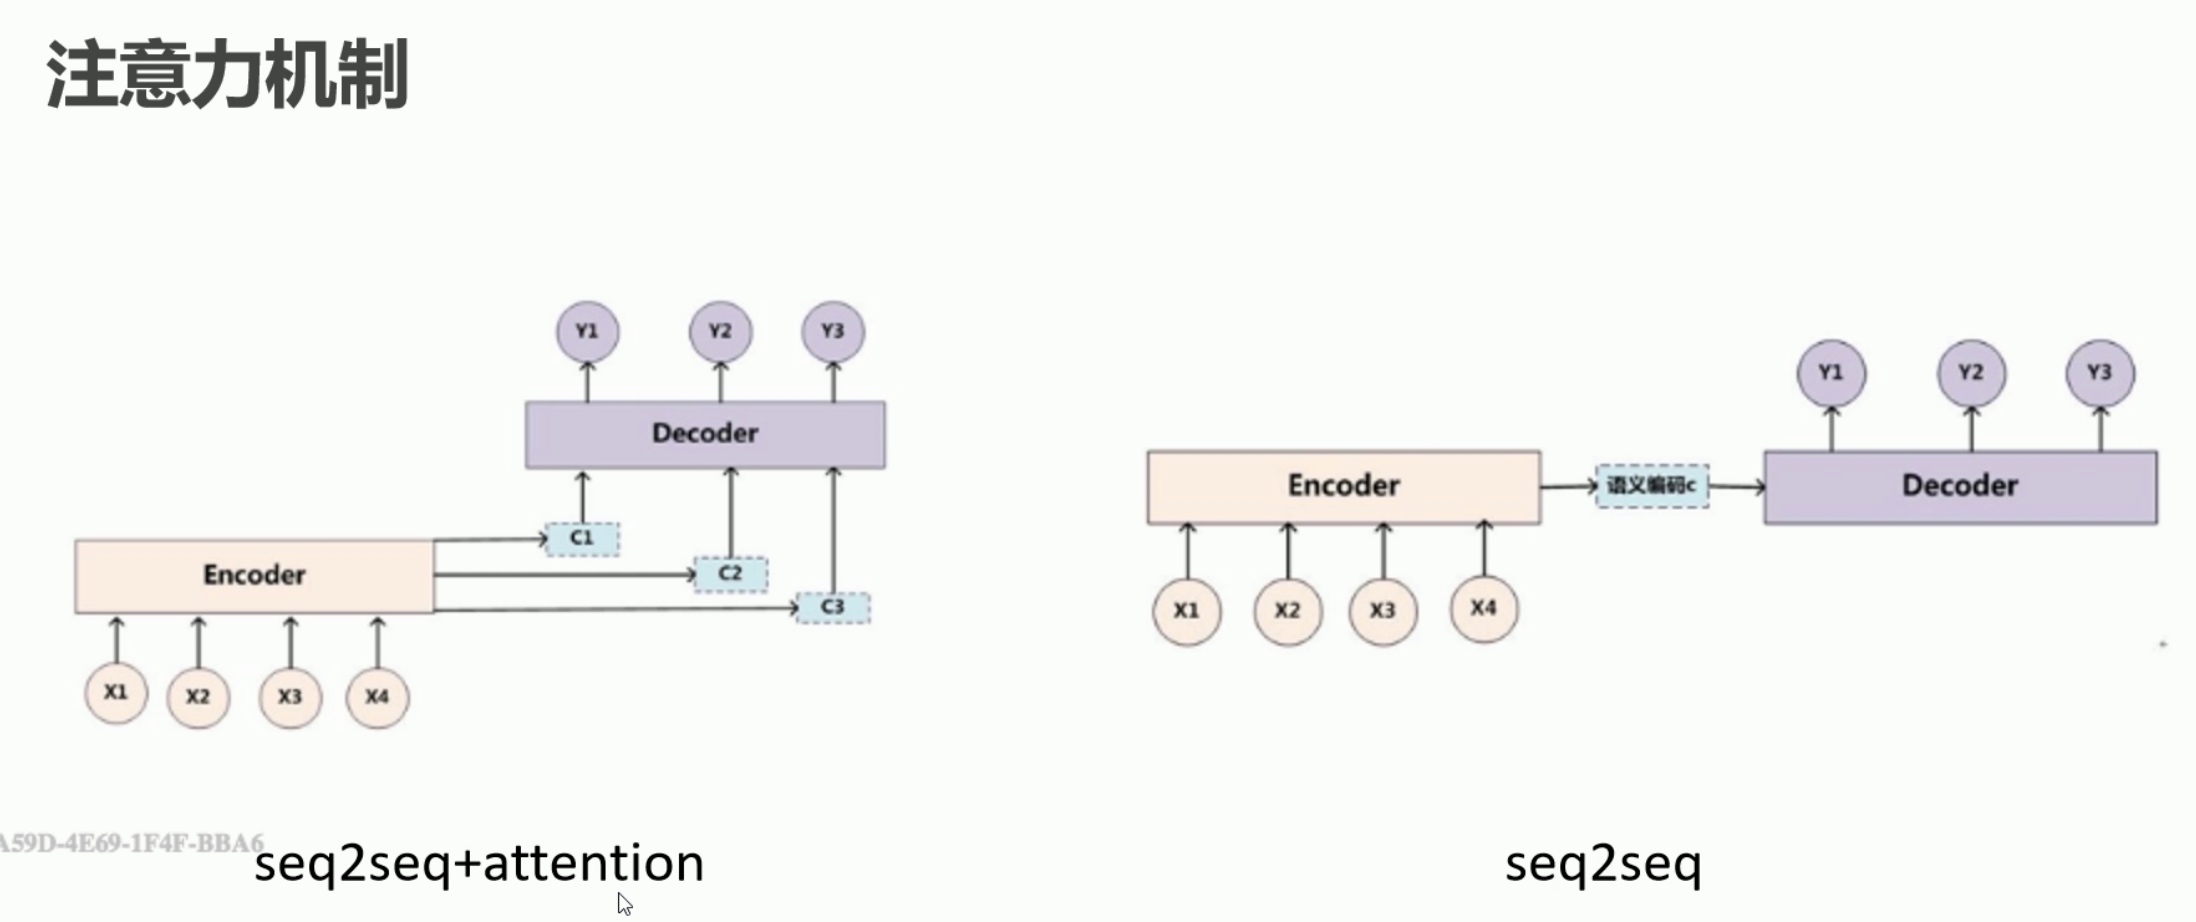 注意力机制
Y1 Y2 Y3
Decoder
C1
C2
C3
Encoder
X1 X2 X3 X4
seq2seq+attention
Y1 Y2 Y3
Encoder
语义编码c
Decoder
X1 X2 X3 X4
seq2seq
A59D-4E69-1F4F-BBA6